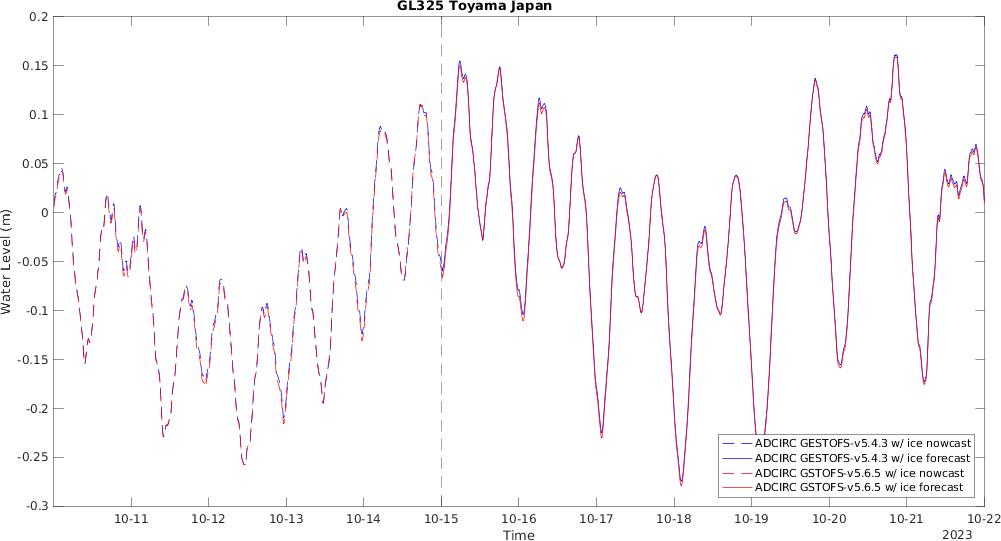 GL325 Toyama Japan
0.2
0.15
0.1
0.05
0
-0.05
-0.1
-0.15
-0.2
-0.25
-0.3
Water Level (m)
ADCIRC GESTOFS-v5.4.3 w/ ice nowcast
ADCIRC GESTOFS-v5.4.3 w/ ice forecast
ADCIRC GSTOFS-v5.6.5 w/ ice nowcast
ADCIRC GSTOFS-v5.6.5 w/ ice forecast
10-11 10-12 10-13 10-14 10-15 10-16 10-17 10-18 10-19 10-20 10-21 10-22
Time
2023